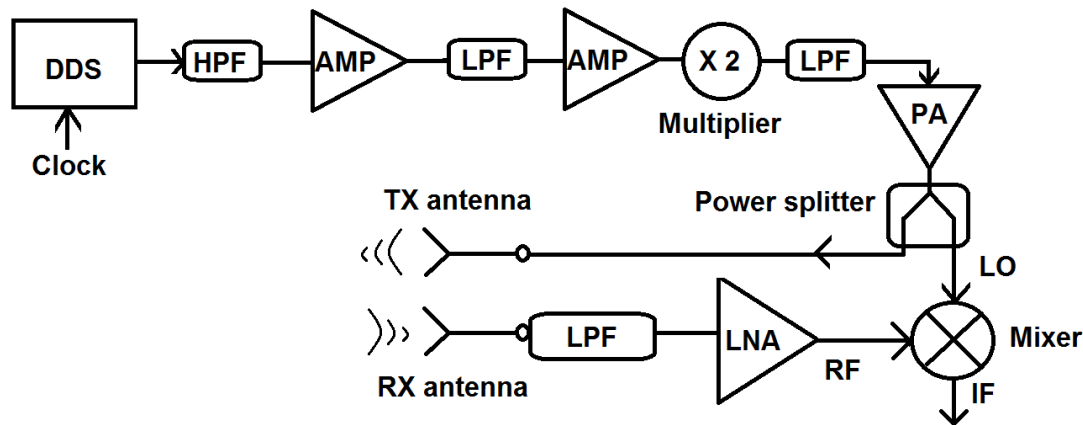 DDS
HPF
AMP
LPF
AMP
X 2
LPF
Multiplier
PA
Clock
Power splitter
TX antenna
LO
LPF
LNA
RF
Mixer
RX antenna
IF